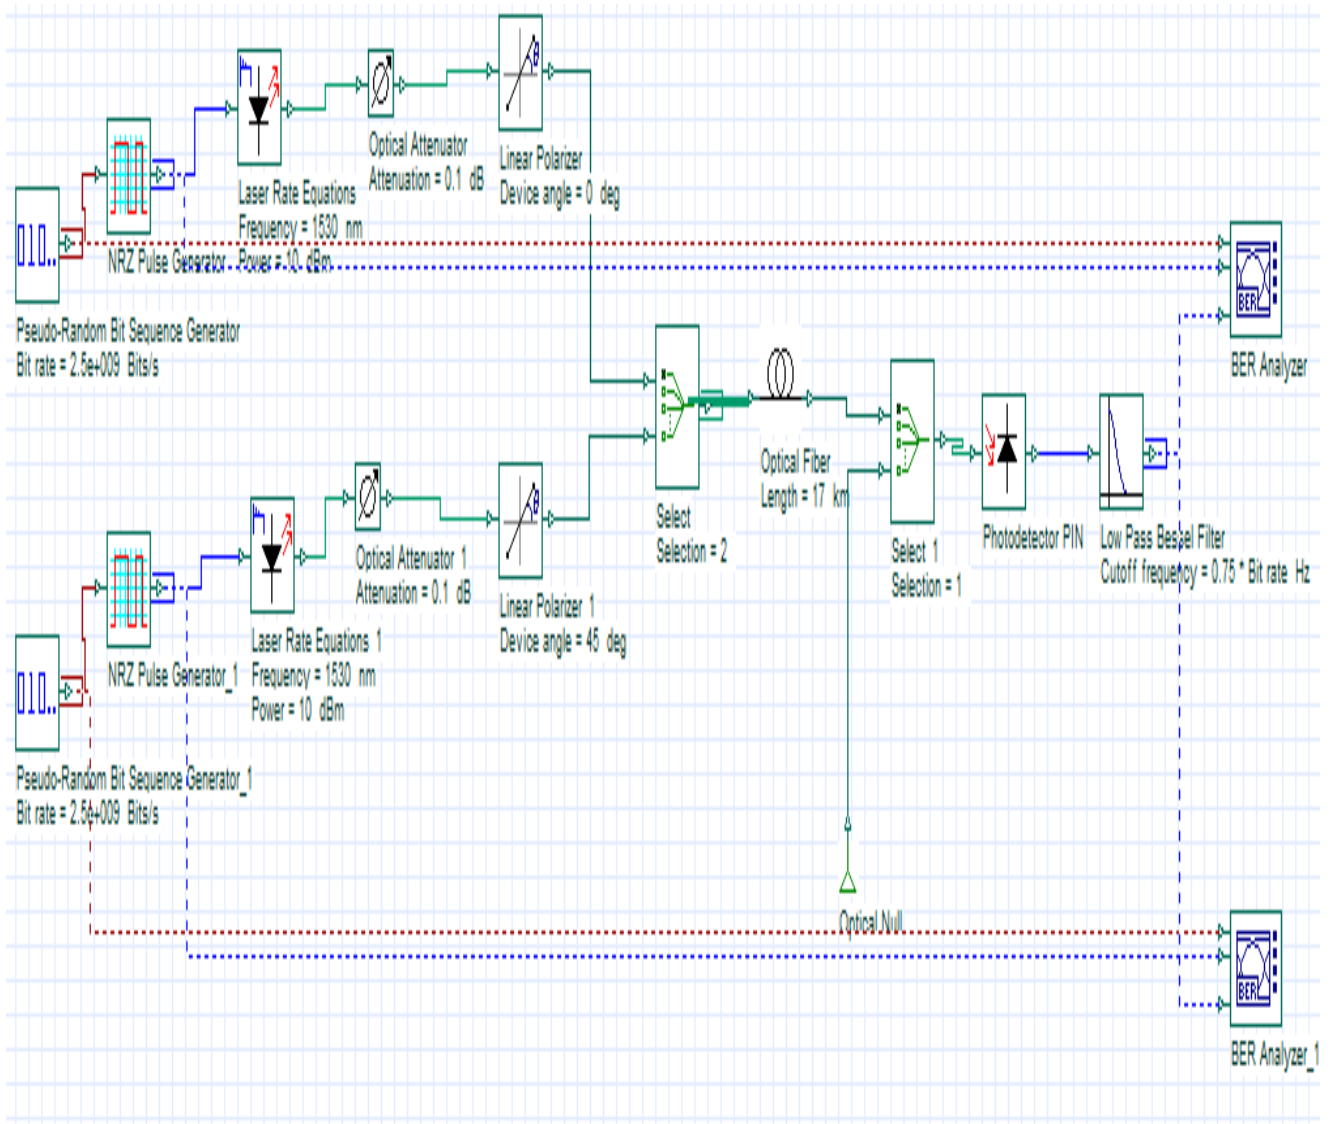 Optical Attenuator
Attenuation = 0.1 dB
Linear Polarizer
Device angle = 0 deg
Laser Rate Equations
Frequency = 1530 nm
Power = 10 dBm
NRZ Pulse Generator
010..
Pseudo-Random Bit Sequence Generator
Bit rate = 2.5e+009 Bits/s
BER
BER Analyzer
Optical Fiber
Length = 17 km
Select
Selection = 2
Select 1
Selection = 1
Photodetector PIN
Low Pass Bessel Filter
Cutoff frequency = 0.75 * Bit rate Hz
Optical Attenuator 1
Attenuation = 0.1 dB
Linear Polarizer 1
Device angle = 45 deg
Laser Rate Equations 1
Frequency = 1530 nm
Power = 10 dBm
NRZ Pulse Generator_1
010..
Pseudo-Random Bit Sequence Generator_1
Bit rate = 2.5e+009 Bits/s
Optical Null
BER
BER Analyzer_1